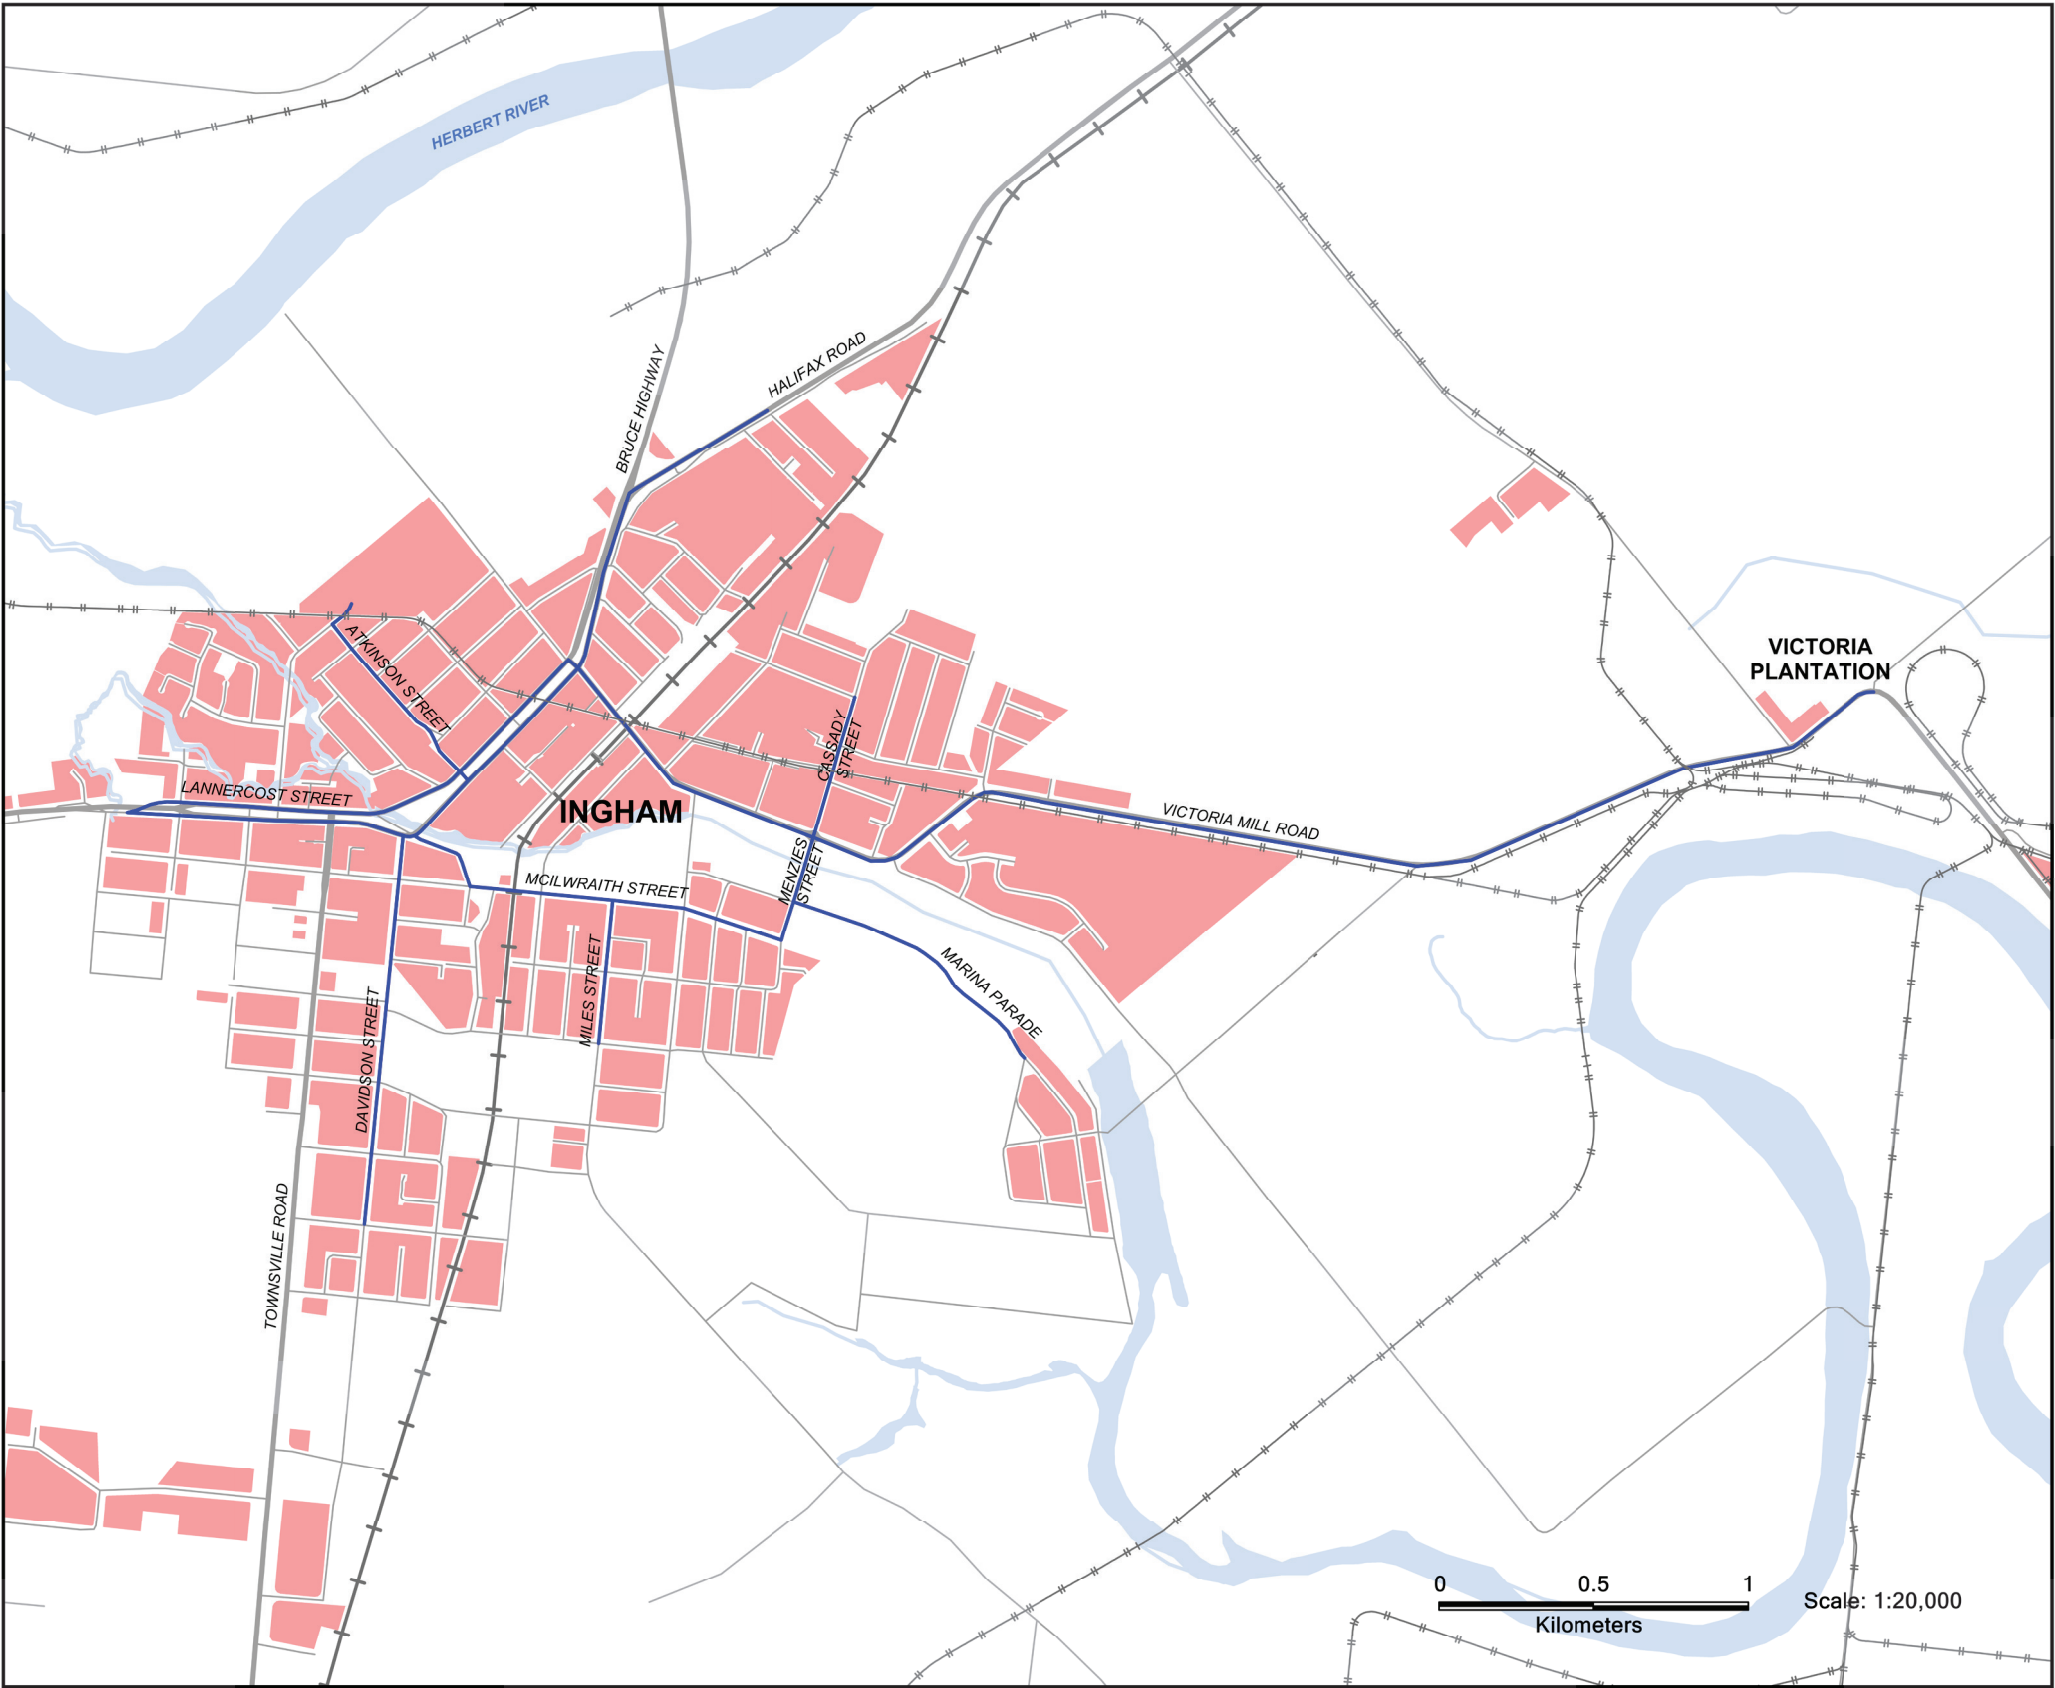 HERBERT RIVER
BRUCE HIGHWAY
HALIFAX ROAD
ATKINSON STREET
VICTORIA
PLANTATION
CASSADY
STREET
LANNERCOST STREET
INGHAM
VICTORIA MILL ROAD
MCILWRAITH STREET
MENZIES
STREET
MILES STREET
MARINA PARADE
DAVIDSON STREET
TOWNSVILLE ROAD
0 0.5 1
Scale: 1:20,000
Kilometers